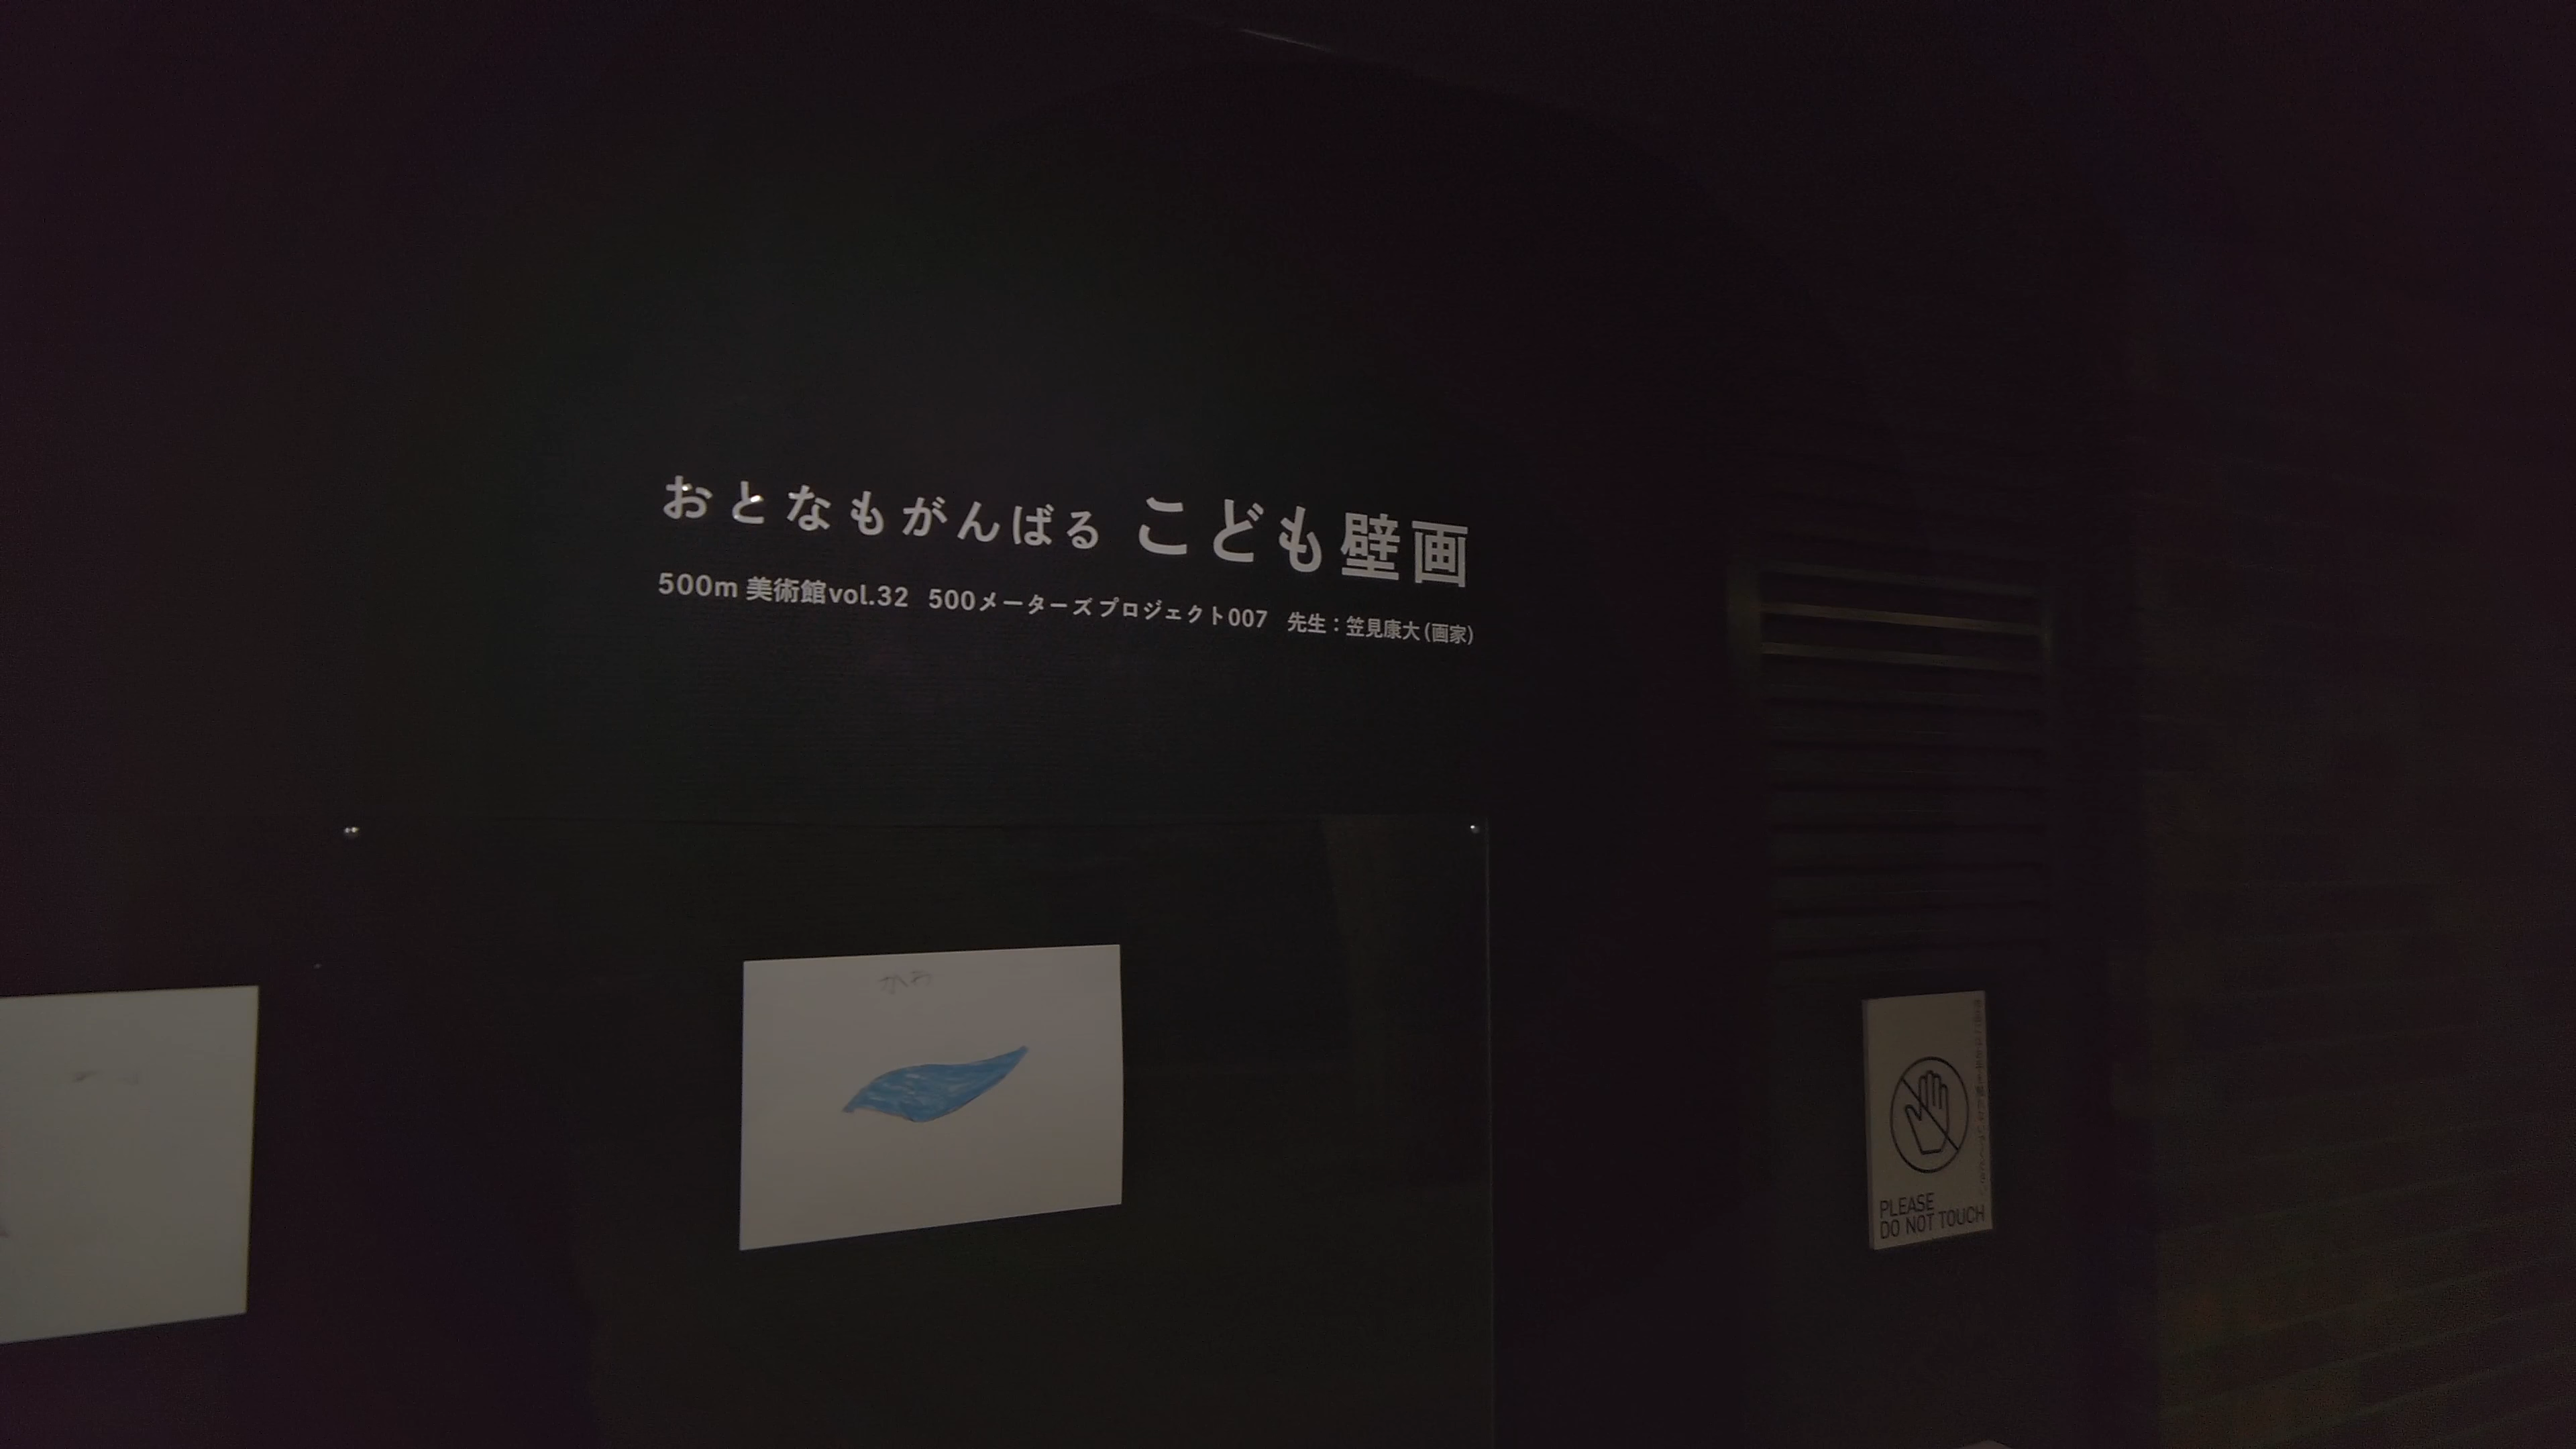 おとなもがんばる こども壁画
500m 美術館vol.32 500メーターズ プロジェクト007 先生：笠見康大（画家）
かわ
PLEASE
DO NOT TOUCH